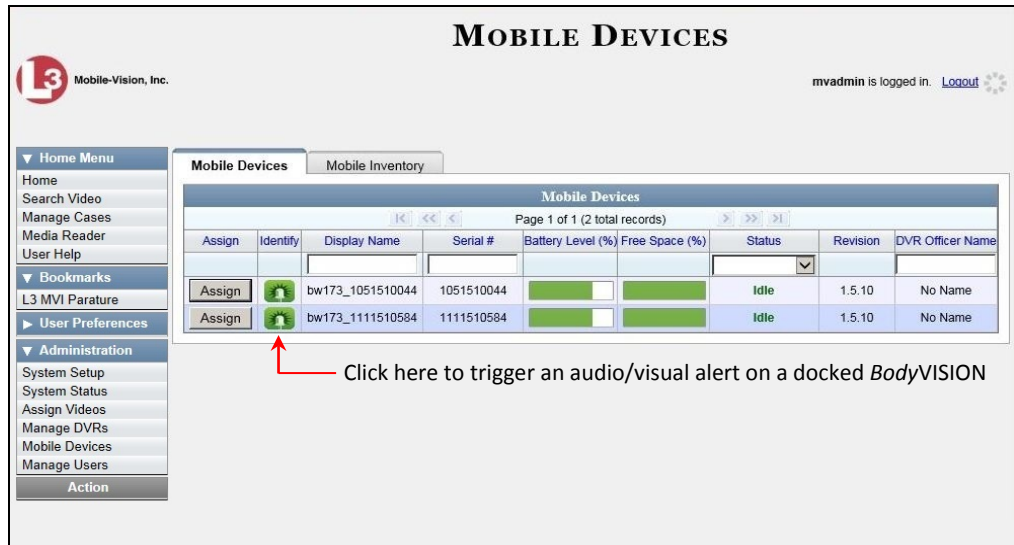 MOBILE DEVICES
L3 Mobile-Vision, Inc.
mvadmin is logged in. Logout
▼ Home Menu
Home
Search Video
Manage Cases
Media Reader
User Help
▼ Bookmarks
L3 MVI Parature
▶ User Preferences
▼ Administration
System Setup
System Status
Assign Videos
Manage DVRs
Mobile Devices
Manage Users
Action
Mobile Devices Mobile Inventory
Mobile Devices
|< << < Page 1 of 1 (2 total records) > >> >|
Assign Identify Display Name Serial # Battery Level (%) Free Space (%) Status Revision DVR Officer Name
Assign bw173_1051510044 1051510044 Idle 1.5.10 No Name
Assign bw173_1111510584 1111510584 Idle 1.5.10 No Name
Click here to trigger an audio/visual alert on a docked BodyVISION